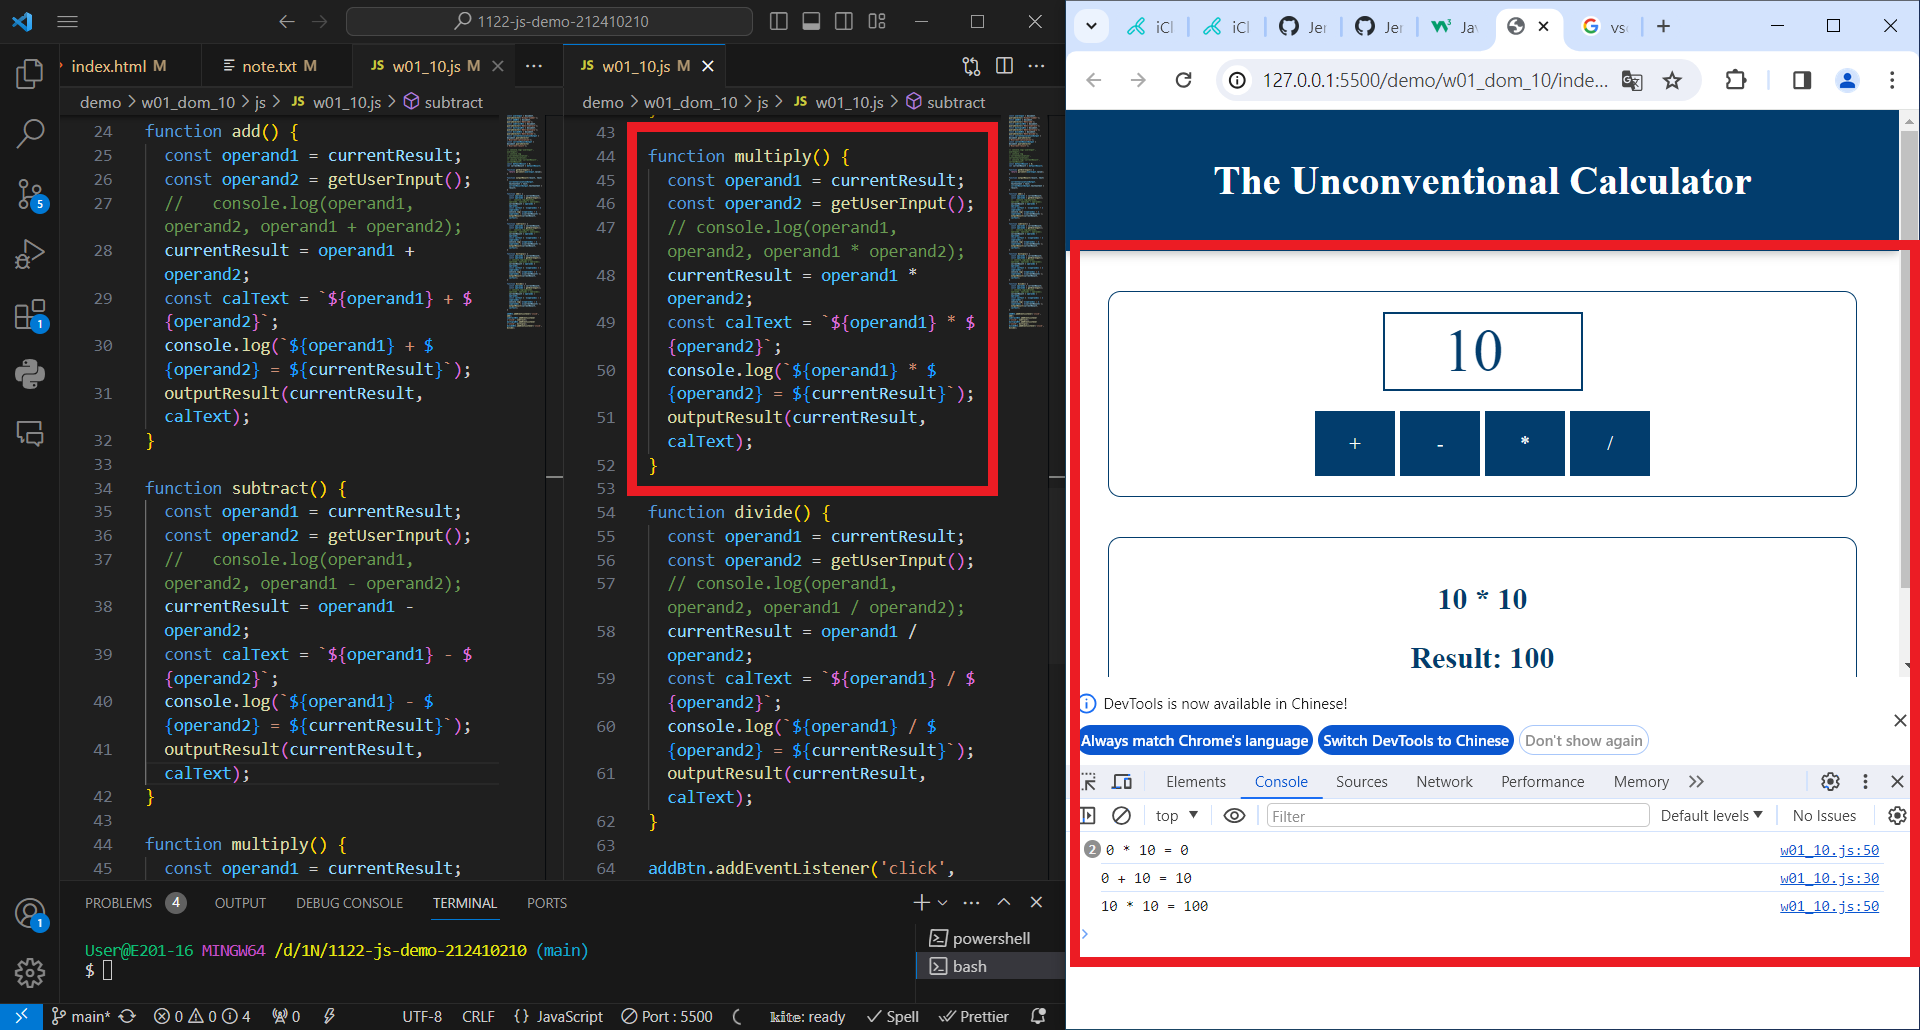 1122-js-demo-212410210
index.html M
note.txt M
JS w01_10.js M
demo > w01_dom_10 > js > JS w01_10.js > subtract
24 function add() {
25 const operand1 = currentResult;
26 const operand2 = getUserInput();
27 //   console.log(operand1,
operand2, operand1 + operand2);
28 currentResult = operand1 +
operand2;
29 const calText = `${operand1} + $
{operand2}`;
30 console.log(`${operand1} + $
{operand2} = ${currentResult}`);
31 outputResult(currentResult,
calText);
32 }
33
34 function subtract() {
35 const operand1 = currentResult;
36 const operand2 = getUserInput();
37 //   console.log(operand1,
operand2, operand1 - operand2);
38 currentResult = operand1 -
operand2;
39 const calText = `${operand1} - $
{operand2}`;
40 console.log(`${operand1} - $
{operand2} = ${currentResult}`);
41 outputResult(currentResult,
calText);
42 }
43
44 function multiply() {
45 const operand1 = currentResult;
JS w01_10.js M
demo > w01_dom_10 > js > JS w01_10.js > subtract
43
44 function multiply() {
45 const operand1 = currentResult;
46 const operand2 = getUserInput();
47 // console.log(operand1,
operand2, operand1 * operand2);
48 currentResult = operand1 *
operand2;
49 const calText = `${operand1} * $
{operand2}`;
50 console.log(`${operand1} * $
{operand2} = ${currentResult}`);
51 outputResult(currentResult,
calText);
52 }
53
54 function divide() {
55 const operand1 = currentResult;
56 const operand2 = getUserInput();
57 // console.log(operand1,
operand2, operand1 / operand2);
58 currentResult = operand1 /
operand2;
59 const calText = `${operand1} / $
{operand2}`;
60 console.log(`${operand1} / $
{operand2} = ${currentResult}`);
61 outputResult(currentResult,
calText);
62 }
63
64 addBtn.addEventListener('click',
5
1
1
PROBLEMS 4 OUTPUT DEBUG CONSOLE TERMINAL PORTS
User@E201-16 MINGW64 /d/1N/1122-js-demo-212410210 (main)
$
powershell
bash
main* 0 0 4 0 UTF-8 CRLF {} JavaScript Port : 5500 kite: ready Spell Prettier
iCl iCl Jer Jer Ja vs
127.0.0.1:5500/demo/w01_dom_10/inde...
The Unconventional Calculator
10
+ - * /
10 * 10
Result: 100
DevTools is now available in Chinese!
Always match Chrome's language Switch DevTools to Chinese Don't show again
Elements Console Sources Network Performance Memory
top Filter Default levels No Issues
2 0 * 10 = 0 w01_10.js:50
0 + 10 = 10 w01_10.js:30
10 * 10 = 100 w01_10.js:50